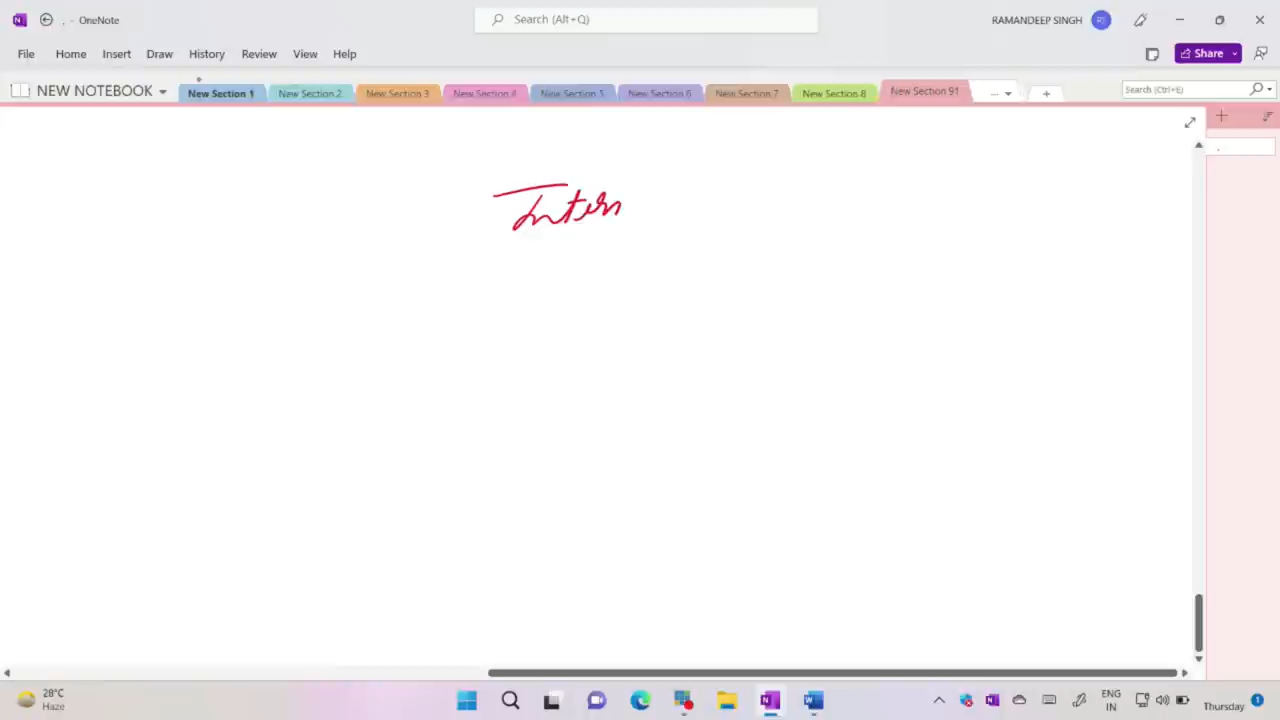 . - OneNote
Search (Alt+Q)
RAMANDEEP SINGH
File Home Insert Draw History Review View Help
Share
NEW NOTEBOOK
New Section 1 New Section 2 New Section 3 New Section 4 New Section 5 New Section 6 New Section 7 New Section 8 New Section 91 ... +
Search (Ctrl+E)
Inter
28°C
Haze
ENG
IN
Thursday
1